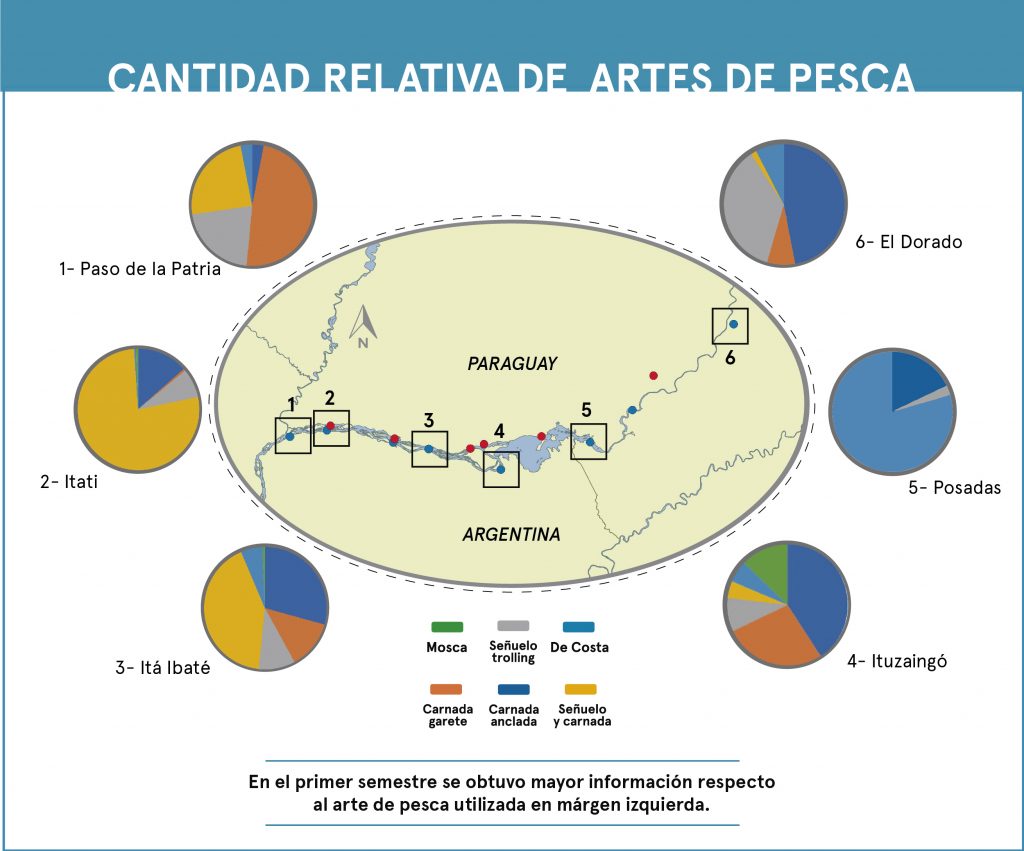 CANTIDAD RELATIVA DE ARTES DE PESCA
1- Paso de la Patria
6- El Dorado
N
PARAGUAY
6
1
2
3
4
5
2- Itati
5- Posadas
ARGENTINA
3- Itá Ibaté
4- Ituzaingó
Mosca
Señuelo
trolling
De Costa
Carnada
garete
Carnada
anclada
Señuelo
y carnada
En el primer semestre se obtuvo mayor información respecto
al arte de pesca utilizada en márgen izquierda.